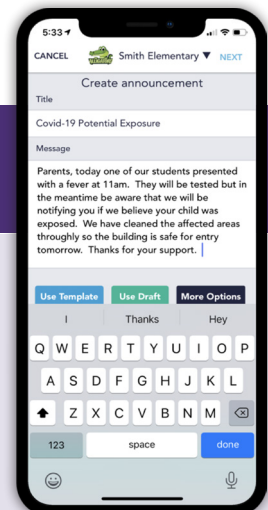 5:33
CANCEL Smith Elementary ▼ NEXT
Create announcement
Title
Covid-19 Potential Exposure
Message
Parents, today one of our students presented
with a fever at 11am. They will be tested but in
the meantime be aware that we will be
notifying you if we believe your child was
exposed. We have cleaned the affected areas
throughly so the building is safe for entry
tomorrow. Thanks for your support.
Use Template Use Draft More Options
I Thanks Hey
Q W E R T Y U I O P
A S D F G H J K L
Z X C V B N M
123 space done